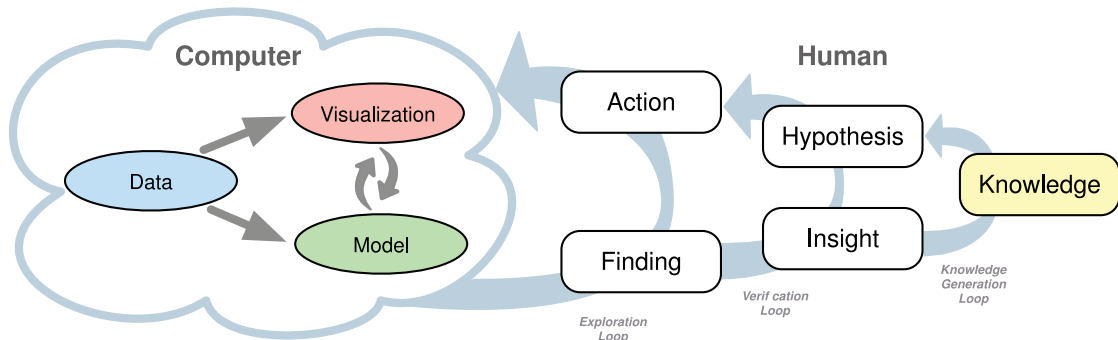 Computer
Human
Visualization
Data
Model
Action
Hypothesis
Knowledge
Finding
Insight
Exploration
Loop
Verif cation
Loop
Knowledge
Generation
Loop